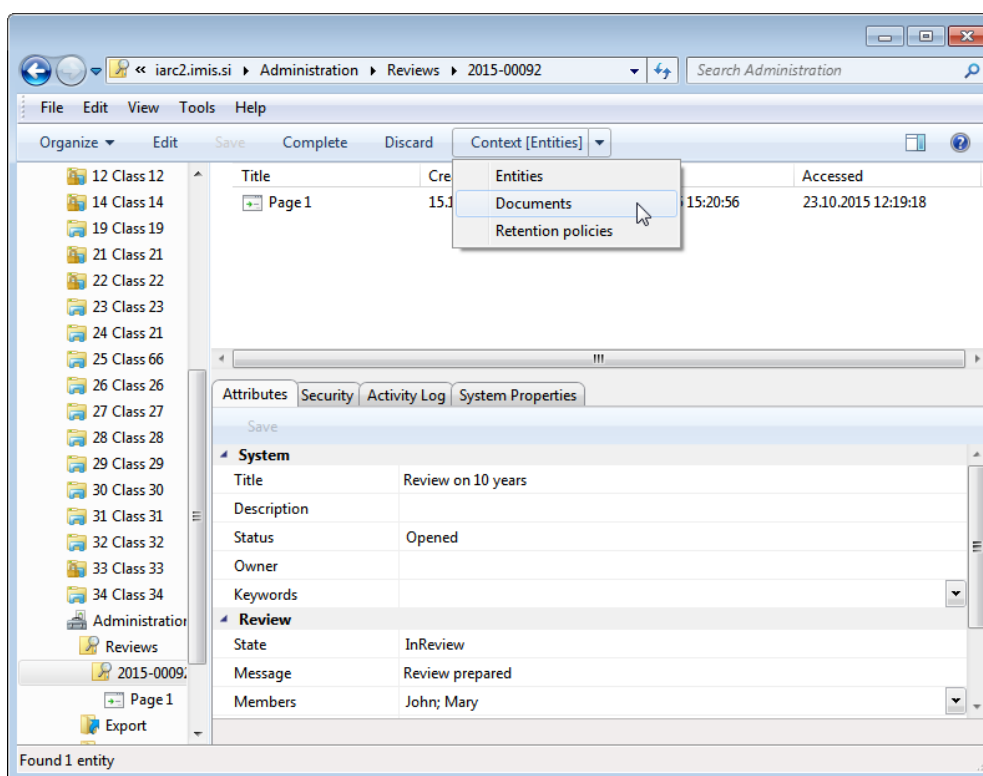 « iarc2.imis.si ▸ Administration ▸ Reviews ▸ 2015-00092
Search Administration
File Edit View Tools Help
Organize Edit Save Complete Discard Context [Entities]
Entities
Documents
Retention policies
Title Cre Accessed
Page 1 15.1 15:20:56 23.10.2015 12:19:18
12 Class 12
14 Class 14
19 Class 19
21 Class 21
22 Class 22
23 Class 23
24 Class 21
25 Class 66
26 Class 26
27 Class 27
28 Class 28
29 Class 29
30 Class 30
31 Class 31
32 Class 32
33 Class 33
34 Class 34
Administration
Reviews
2015-00092
Page 1
Export
Attributes Security Activity Log System Properties
Save
System
Title Review on 10 years
Description
Status Opened
Owner
Keywords
Review
State InReview
Message Review prepared
Members John; Mary
Found 1 entity